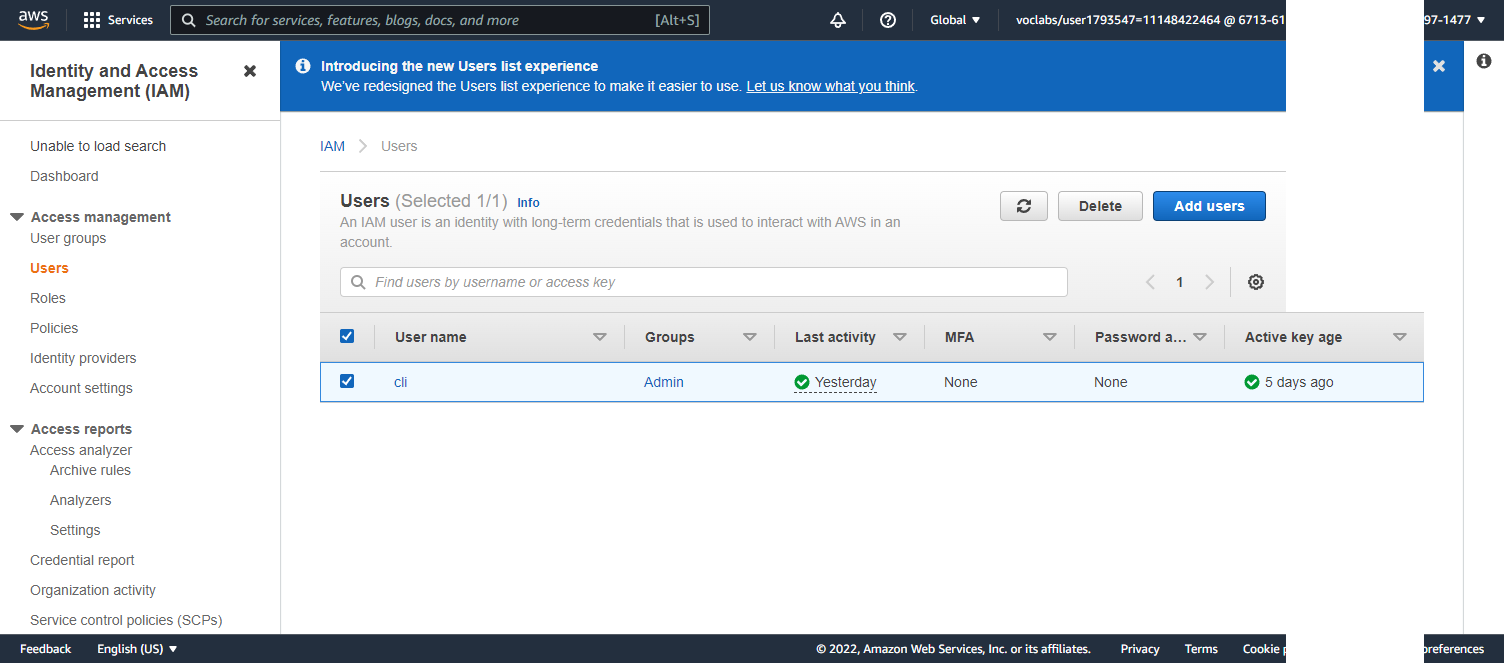 aws
Services
Search for services, features, blogs, docs, and more
[Alt+S]
Global
voclabs/user1793547=11148422464 @ 6713-61
97-1477
Identity and Access
Management (IAM)
Introducing the new Users list experience
We've redesigned the Users list experience to make it easier to use. Let us know what you think.
Unable to load search
Dashboard
Access management
User groups
Users
Roles
Policies
Identity providers
Account settings
Access reports
Access analyzer
Archive rules
Analyzers
Settings
Credential report
Organization activity
Service control policies (SCPs)
IAM
Users
Users (Selected 1/1) Info
An IAM user is an identity with long-term credentials that is used to interact with AWS in an
account.
Delete
Add users
Find users by username or access key
1
User name
Groups
Last activity
MFA
Password a...
Active key age
cli
Admin
Yesterday
None
None
5 days ago
Feedback
English (US)
© 2022, Amazon Web Services, Inc. or its affiliates.
Privacy
Terms
Cookie
preferences